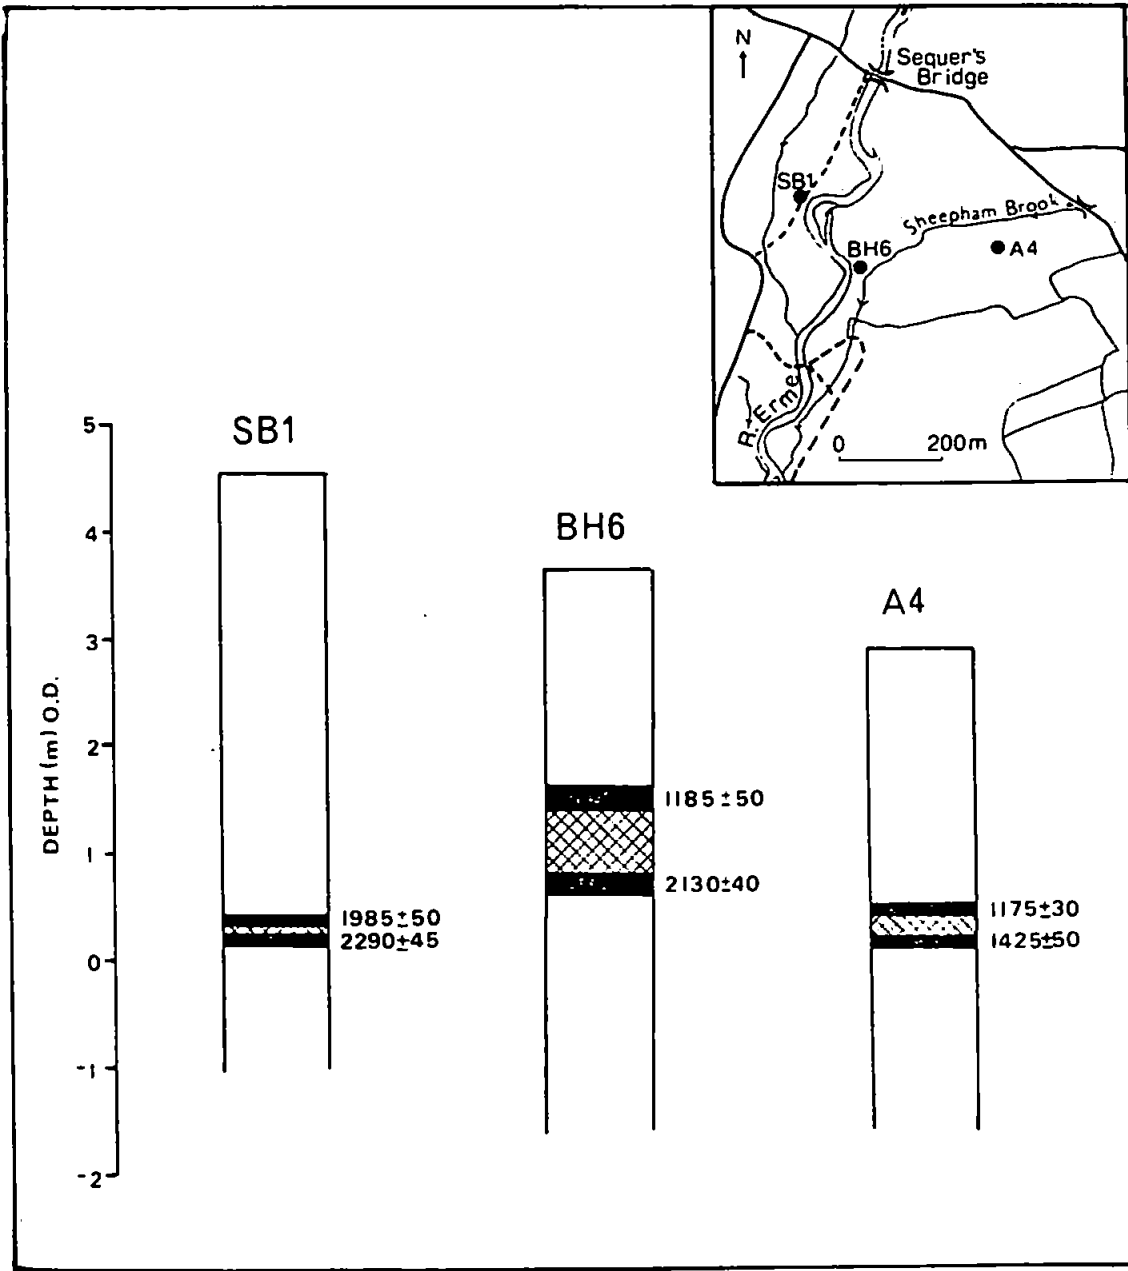 N
Sequer's
Bridge
SB1
Sheepham Brook
BH6
A4
R. Erme
0 200m
SB1
BH6
A4
DEPTH (m) O.D.
5
4
3
2
1
0
-1
-2
1985±50
2290±45
1185±50
2130±40
1175±30
1425±50